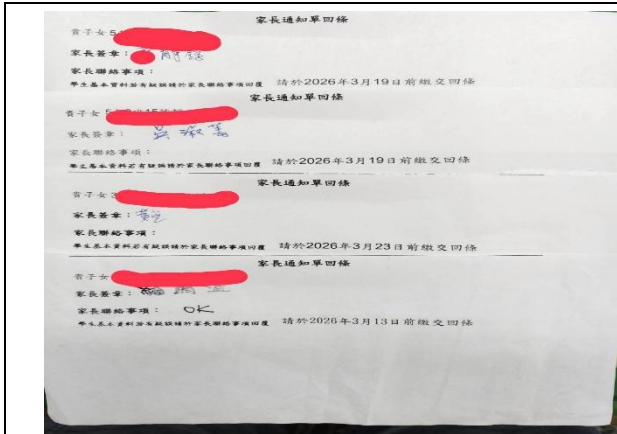 家長通知單回條
貴子女5
家長簽章：
家長聯絡事項：
學生基本資料若有疑誤請於家長聯絡事項回覆 請於2026年3月19日前繳交回條
家長通知單回條
貴子女5
家長簽章：吳淑菁
家長聯絡事項：
學生基本資料若有疑誤請於家長聯絡事項回覆 請於2026年3月19日前繳交回條
家長通知單回條
貴子女3
家長簽章：
家長聯絡事項：
學生基本資料若有疑誤請於家長聯絡事項回覆 請於2026年3月23日前繳交回條
家長通知單回條
貴子女
家長簽章：
家長聯絡事項： OK
學生基本資料若有疑誤請於家長聯絡事項回覆 請於2026年3月13日前繳交回條